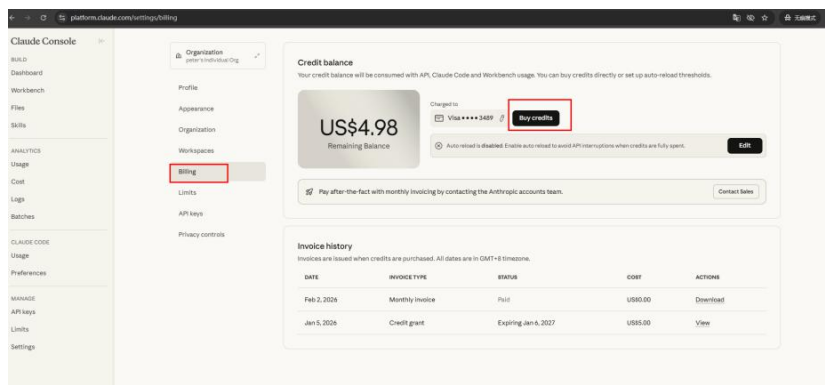 platform.claude.com/settings/billing
无痕模式
Claude Console
BUILD
Dashboard
Workbench
Files
Skills
ANALYTICS
Usage
Cost
Logs
Batches
CLAUDE CODE
Usage
Preferences
MANAGE
API keys
Limits
Settings
Organization
peter's Individual Org
Profile
Appearance
Organization
Workspaces
Billing
Limits
API keys
Privacy controls
Credit balance
Your credit balance will be consumed with API, Claude Code and Workbench usage. You can buy credits directly or set up auto-reload thresholds.
US$4.98
Remaining Balance
Charged to
Visa •••• 3489
Buy credits
Auto reload is disabled. Enable auto reload to avoid API interruptions when credits are fully spent.
Edit
Pay after-the-fact with monthly invoicing by contacting the Anthropic accounts team.
Contact Sales
Invoice history
Invoices are issued when credits are purchased. All dates are in GMT+8 timezone.
DATE INVOICE TYPE STATUS COST ACTIONS
Feb 2, 2026 Monthly invoice Paid US$0.00 Download
Jan 5, 2026 Credit grant Expiring Jan 6, 2027 US$5.00 View